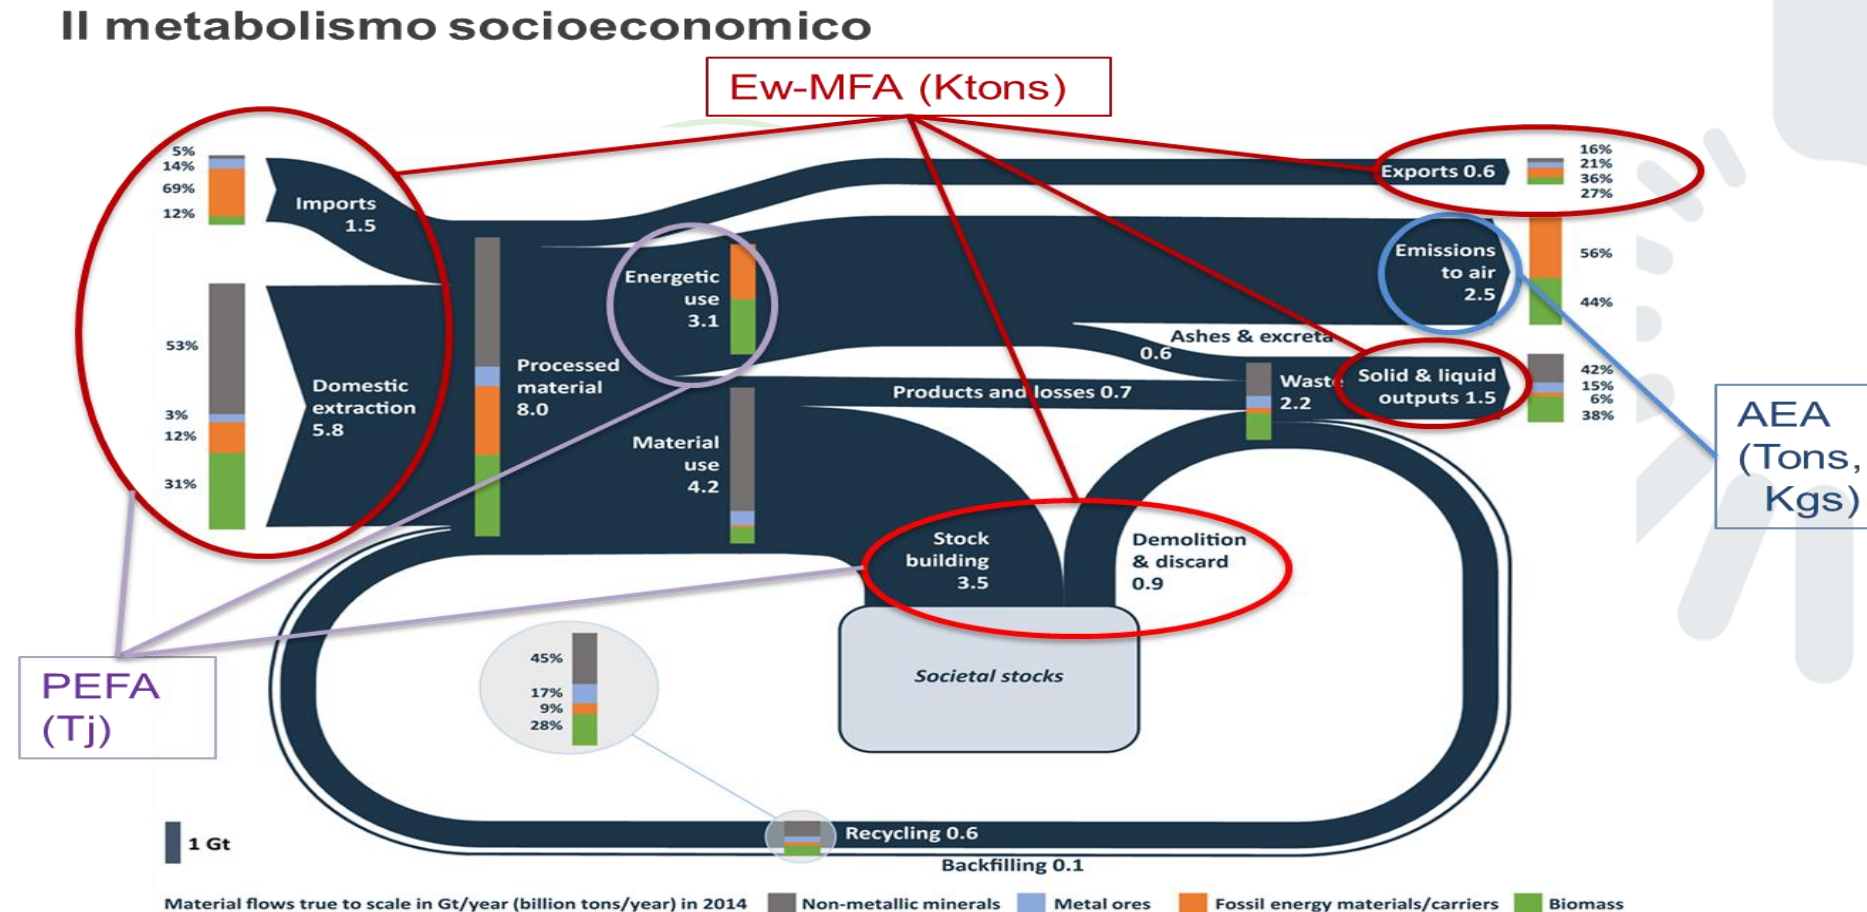 Il metabolismo socioeconomico
Ew-MFA (Ktons)
5%
14%
69%
12%
Imports
1.5
53%
3%
12%
31%
Domestic
extraction
5.8
Processed
material
8.0
Energetic
use
3.1
Material
use
4.2
Exports 0.6
16%
21%
36%
27%
Emissions
to air
2.5
56%
44%
Ashes & excreta
0.6
Products and losses 0.7
Waste
2.2
Solid & liquid
outputs 1.5
42%
15%
6%
38%
AEA
(Tons,
Kgs)
Stock
building
3.5
Demolition
& discard
0.9
Societal stocks
PEFA
(Tj)
45%
17%
9%
28%
Recycling 0.6
Backfilling 0.1
1 Gt
Material flows true to scale in Gt/year (billion tons/year) in 2014 Non-metallic minerals Metal ores Fossil energy materials/carriers Biomass